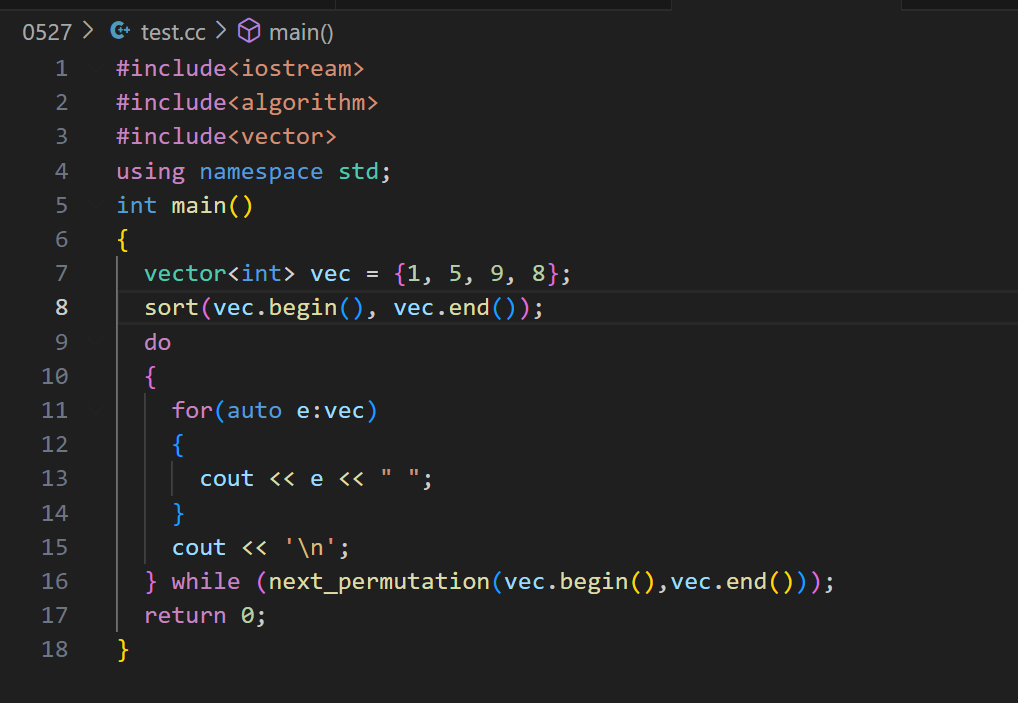 0527 > test.cc > main()
1 #include<iostream>
2 #include<algorithm>
3 #include<vector>
4 using namespace std;
5 int main()
6 {
7   vector<int> vec = {1, 5, 9, 8};
8   sort(vec.begin(), vec.end());
9   do
10   {
11     for(auto e:vec)
12     {
13       cout << e << " ";
14     }
15     cout << '\n';
16   } while (next_permutation(vec.begin(),vec.end()));
17   return 0;
18 }